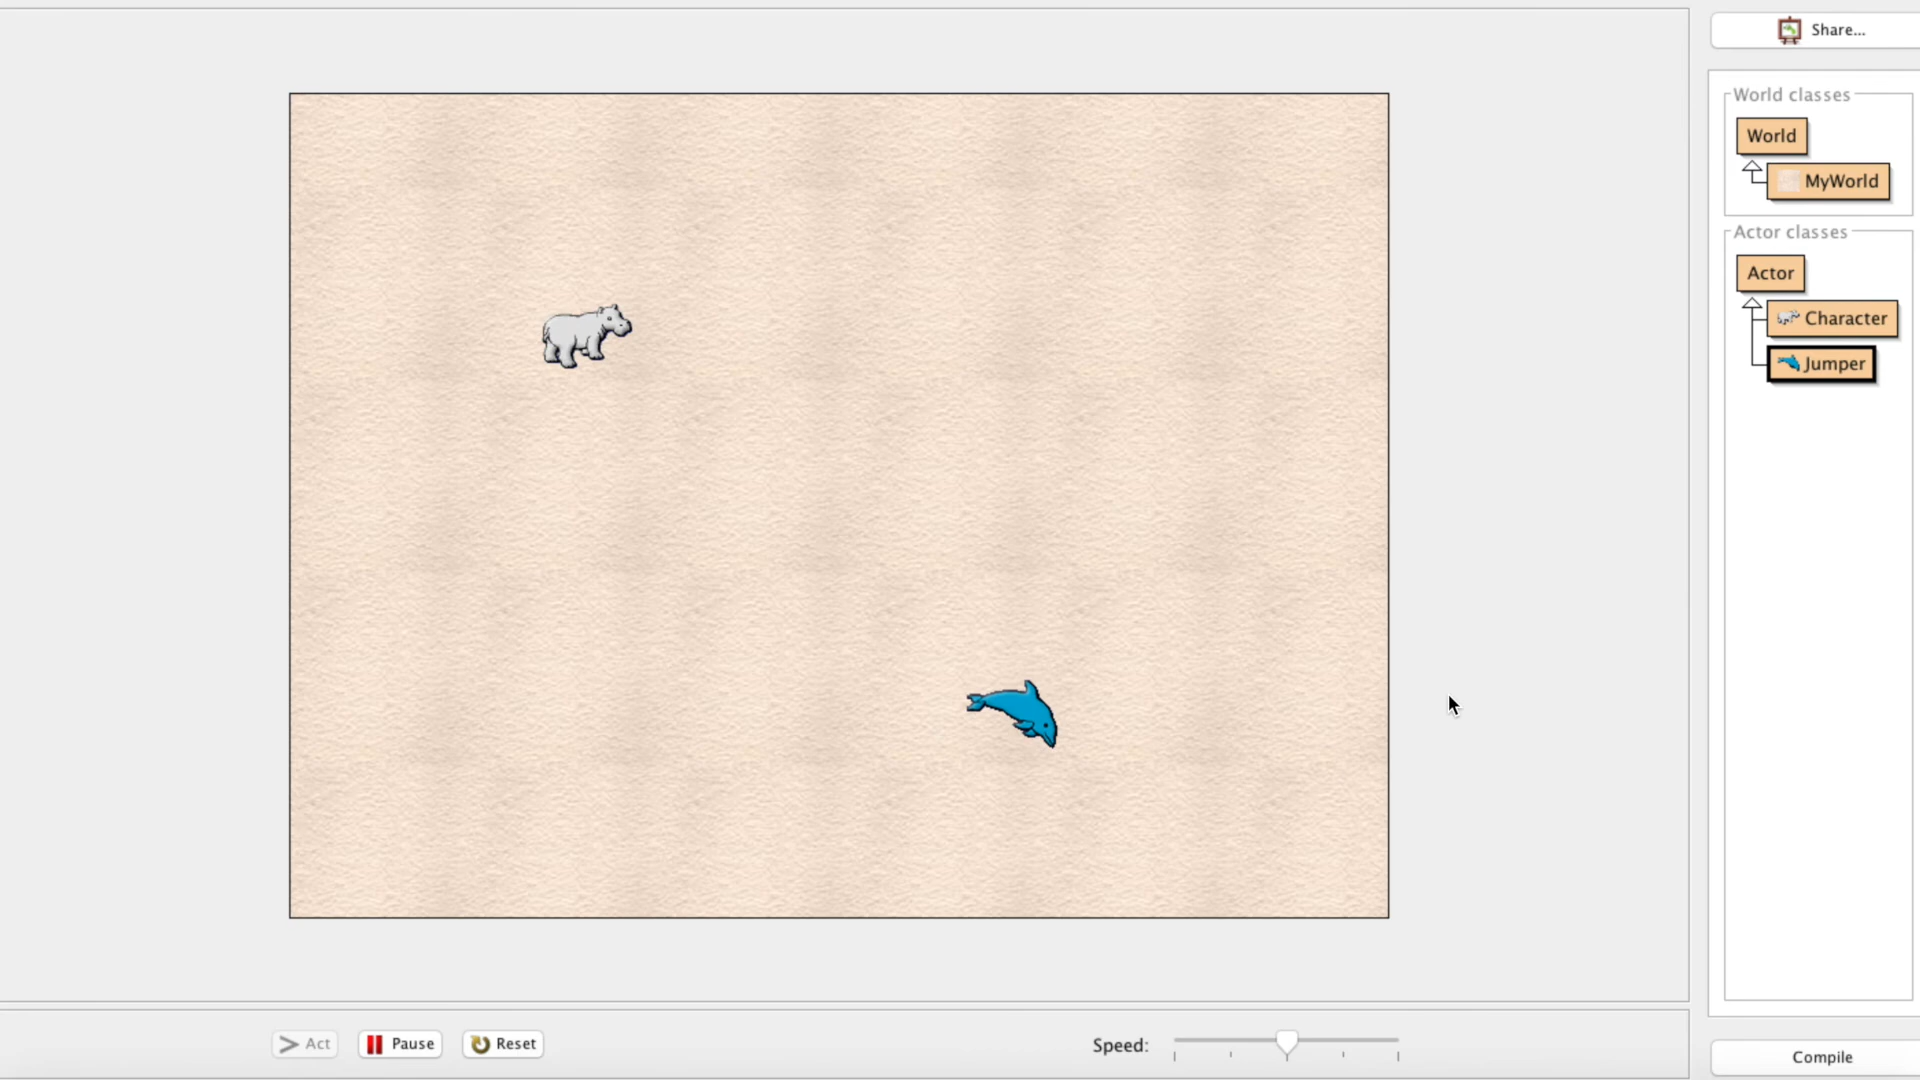 Share...
World classes
World
MyWorld
Actor classes
Actor
Character
Jumper
Act
Pause
Reset
Speed:
Compile